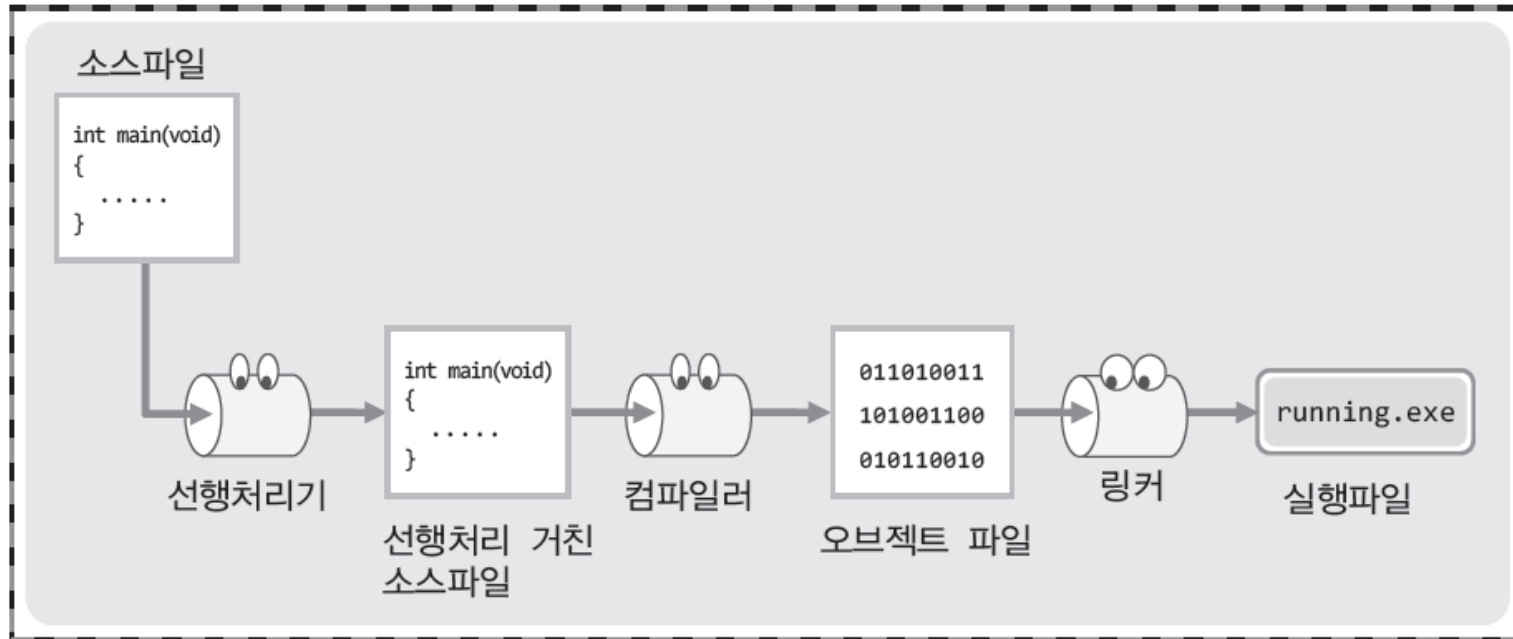 소스파일
int main(void)
{
.....
}
선행처리기
int main(void)
{
.....
}
선행처리 거친
소스파일
컴파일러
011010011
101001100
010110010
오브젝트 파일
링커
running.exe
실행파일